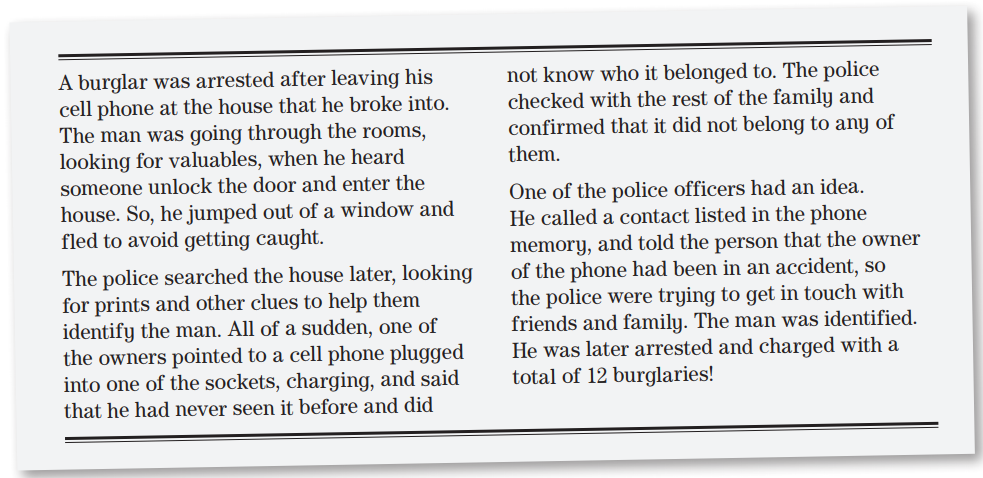 A burglar was arrested after leaving his
cell phone at the house that he broke into.
The man was going through the rooms,
looking for valuables, when he heard
someone unlock the door and enter the
house. So, he jumped out of a window and
fled to avoid getting caught.
The police searched the house later, looking
for prints and other clues to help them
identify the man. All of a sudden, one of
the owners pointed to a cell phone plugged
into one of the sockets, charging, and said
that he had never seen it before and did
not know who it belonged to. The police
checked with the rest of the family and
confirmed that it did not belong to any of
them.
One of the police officers had an idea.
He called a contact listed in the phone
memory, and told the person that the owner
of the phone had been in an accident, so
the police were trying to get in touch with
friends and family. The man was identified.
He was later arrested and charged with a
total of 12 burglaries!